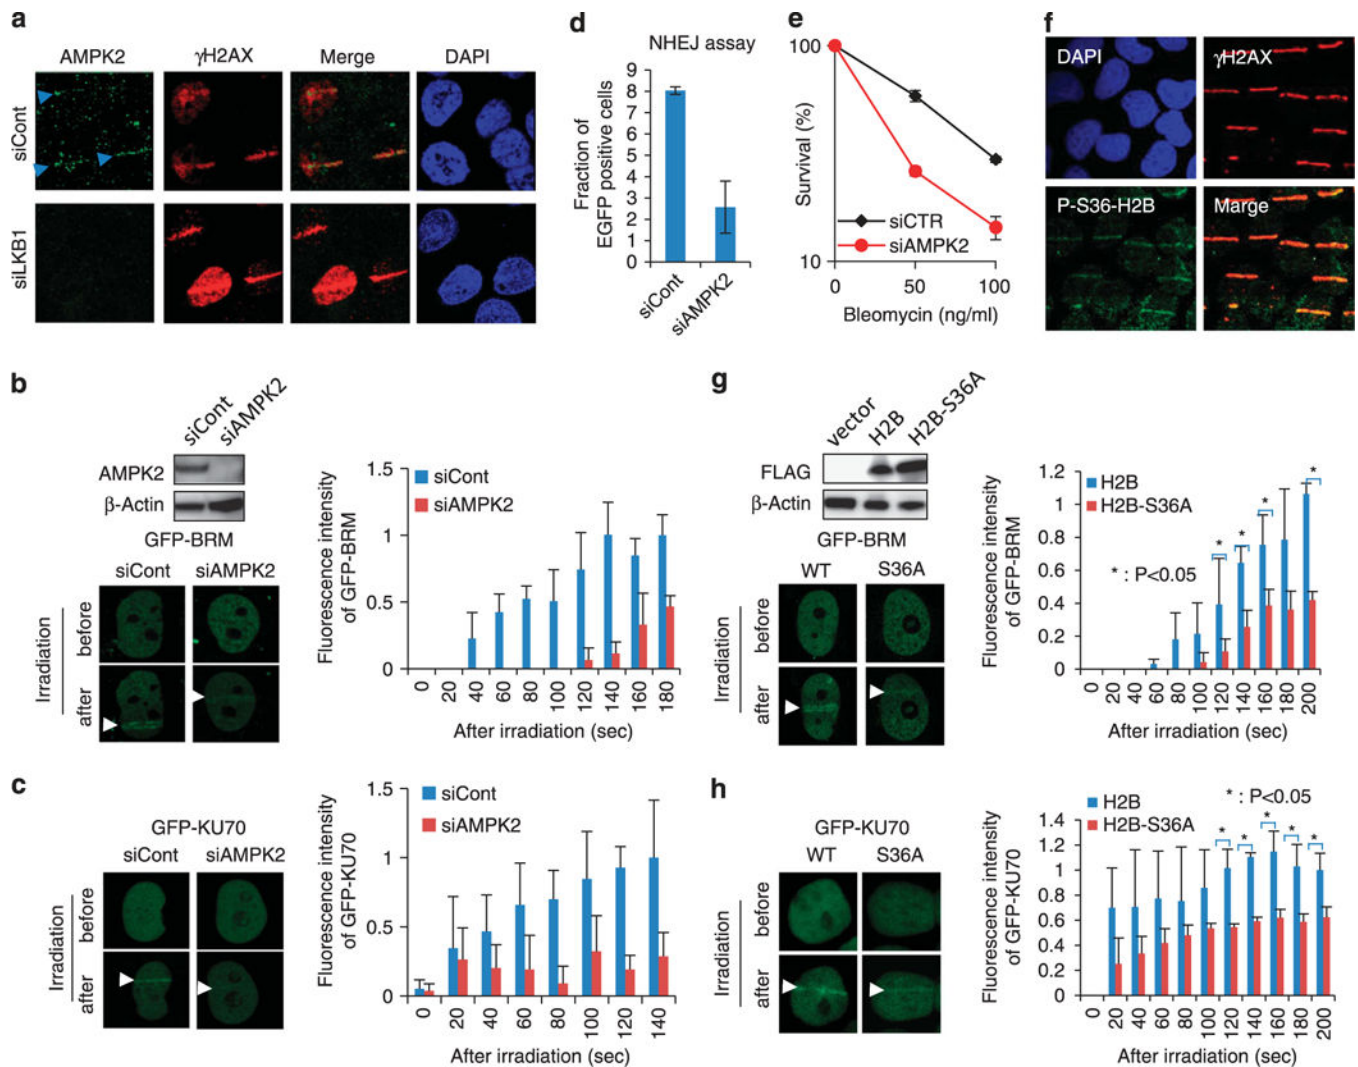 a
AMPK2
γH2AX
Merge
DAPI
siCont
siLKB1
d
NHEJ assay
Fraction of
EGFP positive cells
9
8
7
6
5
4
3
2
1
0
siCont
siAMPK2
e
Survival (%)
100
10
siCTR
siAMPK2
0
50
100
Bleomycin (ng/ml)
f
DAPI
γH2AX
P-S36-H2B
Marge
b
siCont
siAMPK2
AMPK2
β-Actin
GFP-BRM
siCont
siAMPK2
Irradiation
before
after
Fluorescence intensity
of GFP-BRM
1.5
1
0.5
0
siCont
siAMPK2
0
20
40
60
80
100
120
140
160
180
After irradiation (sec)
g
vector
H2B
H2B-S36A
FLAG
β-Actin
GFP-BRM
WT
S36A
Irradiation
before
after
Fluorescence intensity
of GFP-BRM
1.2
1
0.8
0.6
0.4
0.2
0
H2B
H2B-S36A
* : P<0.05
* * * *
0
20
40
60
80
100
120
140
160
180
200
After irradiation (sec)
c
GFP-KU70
siCont
siAMPK2
Irradiation
before
after
Fluorescence intensity
of GFP-KU70
1.5
1
0.5
0
siCont
siAMPK2
0
20
40
60
80
100
120
140
After irradiation (sec)
h
GFP-KU70
WT
S36A
Irradiation
before
after
Fluorescence intensity
of GFP-KU70
1.4
1.2
1
0.8
0.6
0.4
0.2
0
H2B
H2B-S36A
* : P<0.05
* * * * *
0
20
40
60
80
100
120
140
160
180
200
After irradiation (sec)